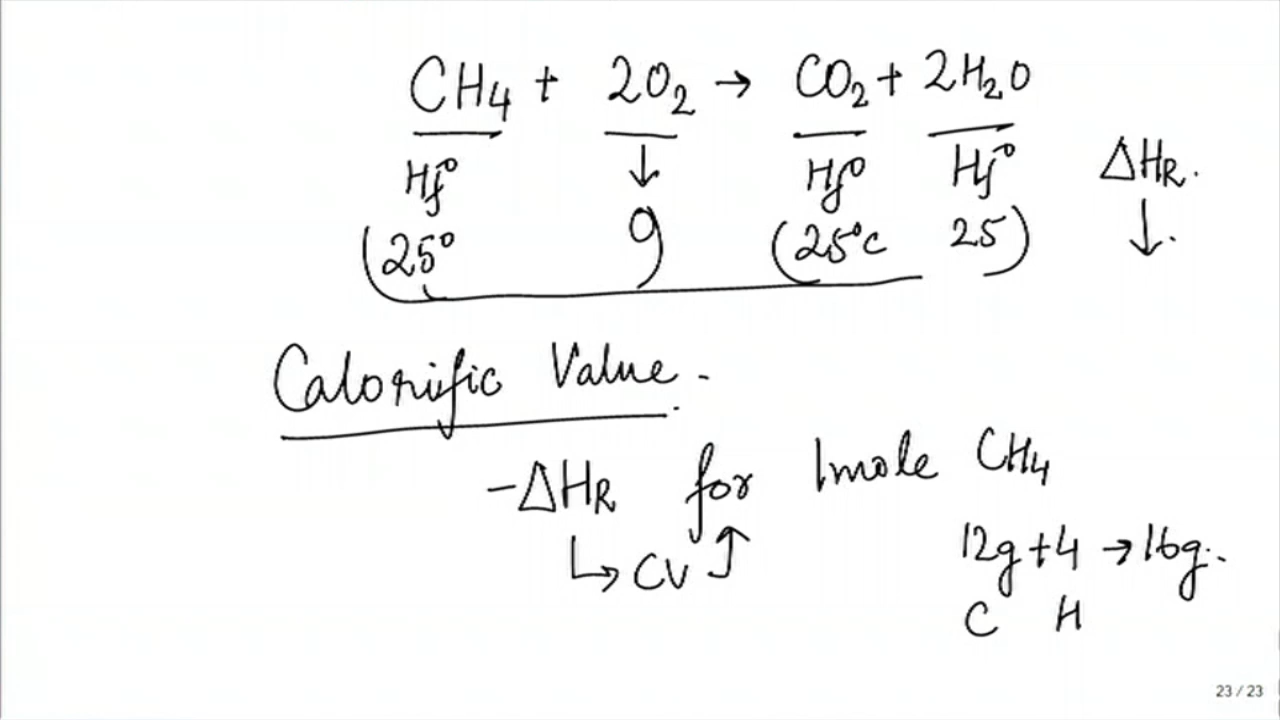 CH₄ + 2O₂ → CO₂ + 2H₂O
Hf° ↓ Hf° Hf° ΔHR.
(25° 9) (25°C 25) ↓.
Calorific Value.
-ΔHR for 1mole CH₄
↳ CV
12g + 4 → 16g.
C H
23 / 23